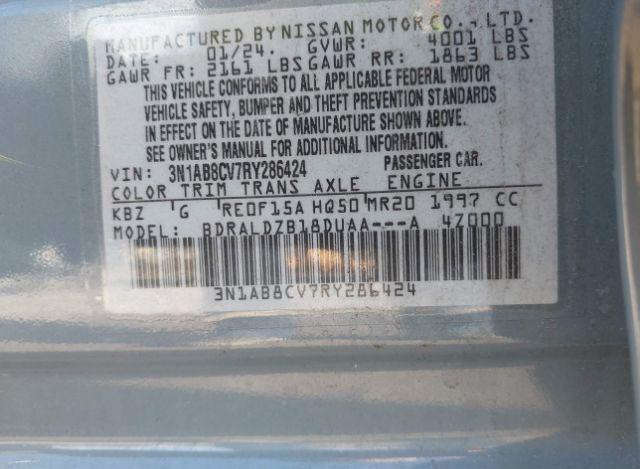 MANUFACTURED BY NISSAN MOTOR CO., LTD.
DATE: 01/24. GVWR: 4001 LBS
GAWR FR: 2161 LBS GAWR RR: 1863 LBS
THIS VEHICLE CONFORMS TO ALL APPLICABLE FEDERAL MOTOR
VEHICLE SAFETY, BUMPER AND THEFT PREVENTION STANDARDS
IN EFFECT ON THE DATE OF MANUFACTURE SHOWN ABOVE.
SEE OWNER'S MANUAL FOR ADDITIONAL INFORMATION.
VIN: 3N1AB8CV7RY286424 PASSENGER CAR.
COLOR TRIM TRANS AXLE ENGINE
KBZ G RE0F15A HQ50 MR20 1997 CC
MODEL: BDRALDZB18DUAA---A 4Z000
3N1AB8CV7RY286424